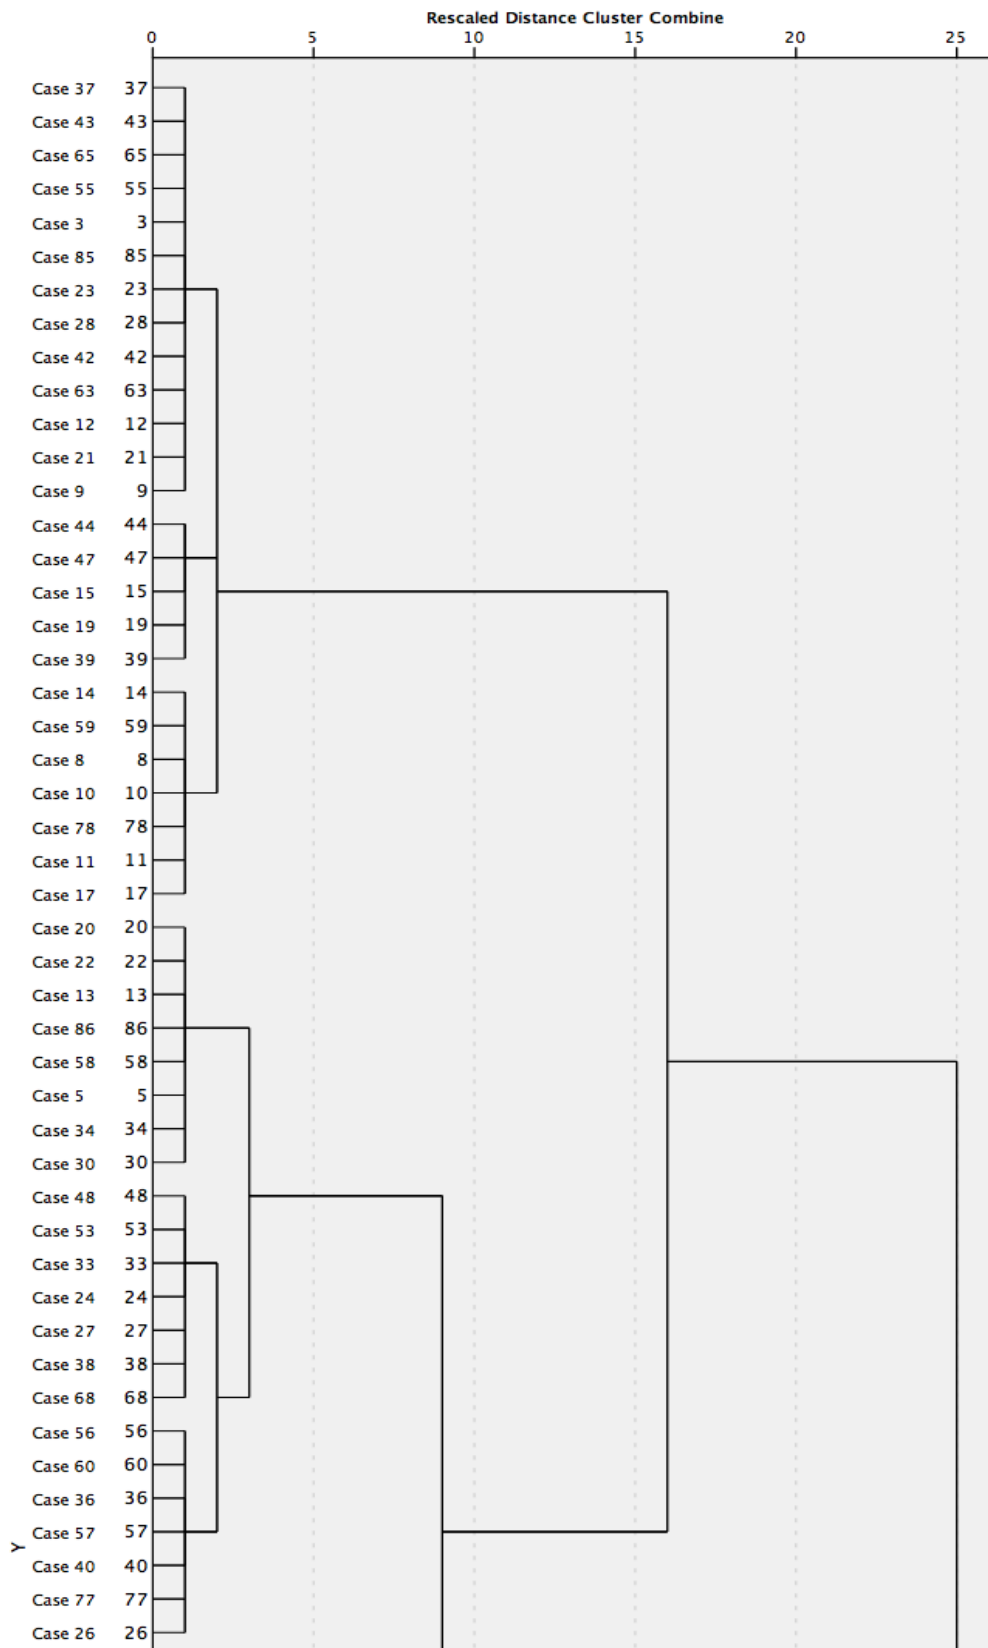 Rescaled Distance Cluster Combine
0 5 10 15 20 25
Case 37 37
Case 43 43
Case 65 65
Case 55 55
Case 3 3
Case 85 85
Case 23 23
Case 28 28
Case 42 42
Case 63 63
Case 12 12
Case 21 21
Case 9 9
Case 44 44
Case 47 47
Case 15 15
Case 19 19
Case 39 39
Case 14 14
Case 59 59
Case 8 8
Case 10 10
Case 78 78
Case 11 11
Case 17 17
Case 20 20
Case 22 22
Case 13 13
Case 86 86
Case 58 58
Case 5 5
Case 34 34
Case 30 30
Case 48 48
Case 53 53
Case 33 33
Case 24 24
Case 27 27
Case 38 38
Case 68 68
Case 56 56
Case 60 60
Case 36 36
Case 57 57
Y
Case 40 40
Case 77 77
Case 26 26